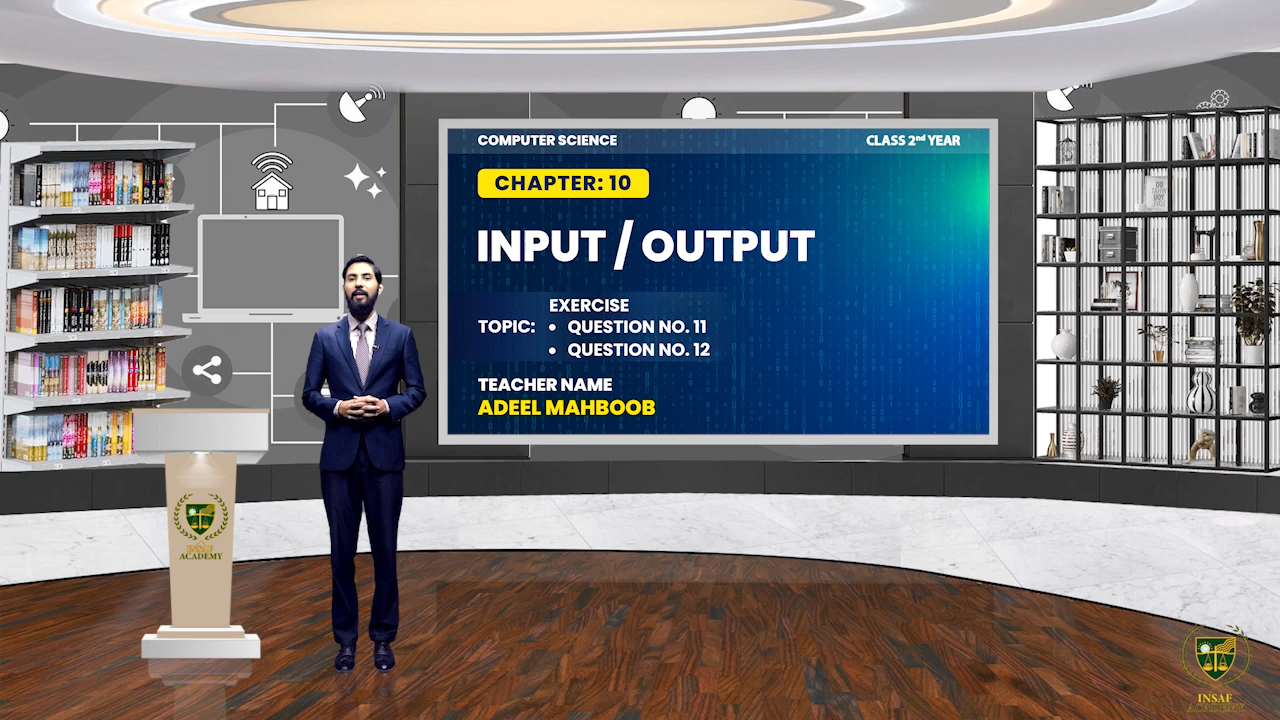 COMPUTER SCIENCE
CLASS 2nd YEAR
CHAPTER: 10
INPUT / OUTPUT
EXERCISE
TOPIC: • QUESTION NO. 11
• QUESTION NO. 12
TEACHER NAME
ADEEL MAHBOOB
INSAF
ACADEMY
INSAF
ACADEMY